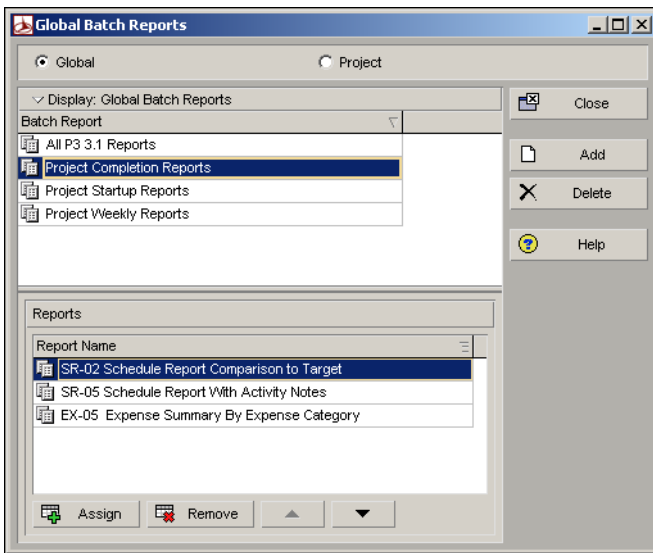 Global Batch Reports
Global Project
Display: Global Batch Reports
Batch Report
All P3 3.1 Reports
Project Completion Reports
Project Startup Reports
Project Weekly Reports
Close
Add
Delete
Help
Reports
Report Name
SR-02 Schedule Report Comparison to Target
SR-05 Schedule Report With Activity Notes
EX-05 Expense Summary By Expense Category
Assign Remove